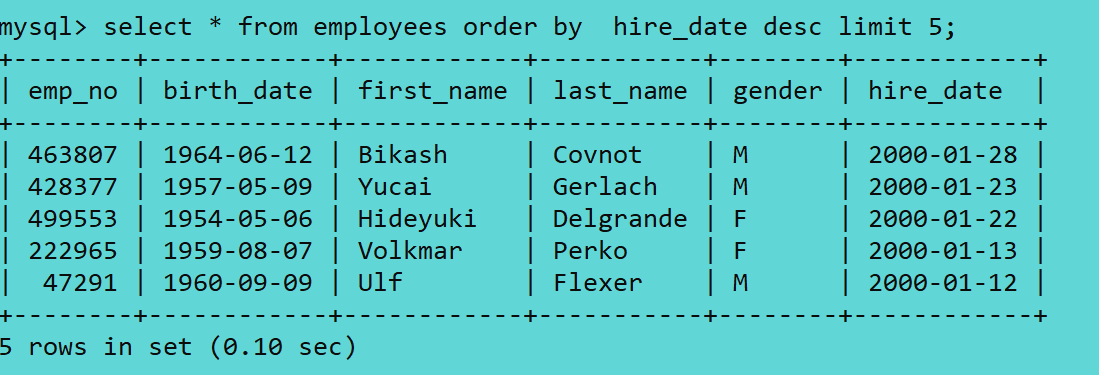 mysql> select * from employees order by  hire_date desc limit 5;
+--------+------------+------------+-----------+--------+------------+
| emp_no | birth_date | first_name | last_name | gender | hire_date  |
+--------+------------+------------+-----------+--------+------------+
| 463807 | 1964-06-12 | Bikash     | Covnot    | M      | 2000-01-28 |
| 428377 | 1957-05-09 | Yucai      | Gerlach   | M      | 2000-01-23 |
| 499553 | 1954-05-06 | Hideyuki   | Delgrande | F      | 2000-01-22 |
| 222965 | 1959-08-07 | Volkmar    | Perko     | F      | 2000-01-13 |
|  47291 | 1960-09-09 | Ulf        | Flexer    | M      | 2000-01-12 |
+--------+------------+------------+-----------+--------+------------+
5 rows in set (0.10 sec)